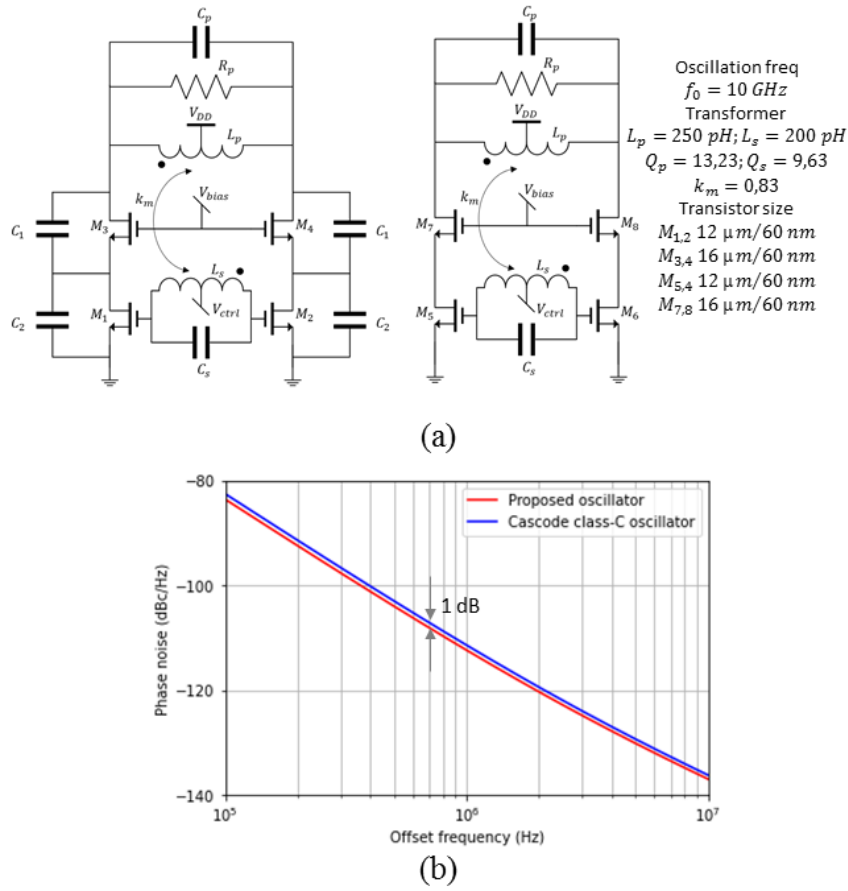 C_p
R_p
V_DD
L_p
k_m
V_bias
C_1
M_3
M_4
C_1
L_s
C_2
M_1
V_ctrl
M_2
C_2
C_s
C_p
R_p
V_DD
L_p
k_m
V_bias
M_7
M_8
L_s
M_5
V_ctrl
M_6
C_s
Oscillation freq
f_0 = 10 GHz
Transformer
L_p = 250 pH; L_s = 200 pH
Q_p = 13,23; Q_s = 9,63
k_m = 0,83
Transistor size
M_1,2 12 μm/60 nm
M_3,4 16 μm/60 nm
M_5,4 12 μm/60 nm
M_7,8 16 μm/60 nm
(a)
Proposed oscillator
Cascode class-C oscillator
1 dB
Phase noise (dBc/Hz)
−80
−100
−120
−140
10^5
10^6
10^7
Offset frequency (Hz)
(b)